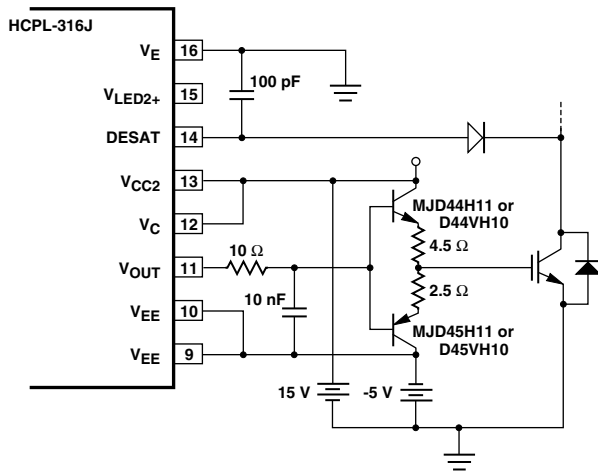 HCPL-316J
VE 16
100 pF
VLED2+ 15
DESAT 14
VCC2 13
MJD44H11 or
D44VH10
VC 12
4.5 Ω
10 Ω
VOUT 11
2.5 Ω
10 nF
VEE 10
MJD45H11 or
D45VH10
VEE 9
15 V
-5 V